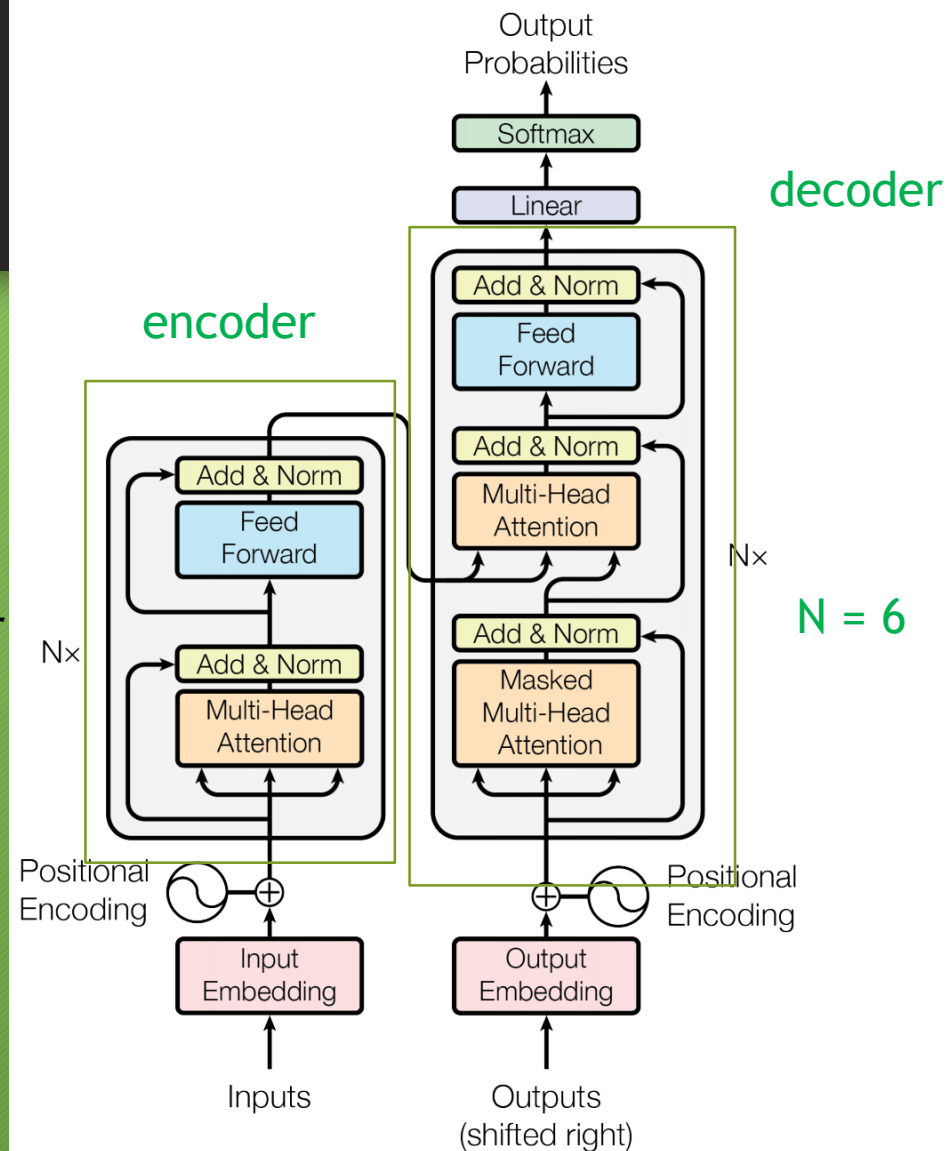 Output
Probabilities
Softmax
Linear
decoder
Add & Norm
Feed
Forward
Add & Norm
Multi-Head
Attention
N×
N = 6
Add & Norm
Masked
Multi-Head
Attention
encoder
Add & Norm
Feed
Forward
N×
Add & Norm
Multi-Head
Attention
Positional
Encoding
Positional
Encoding
Input
Embedding
Output
Embedding
Inputs
Outputs
(shifted right)